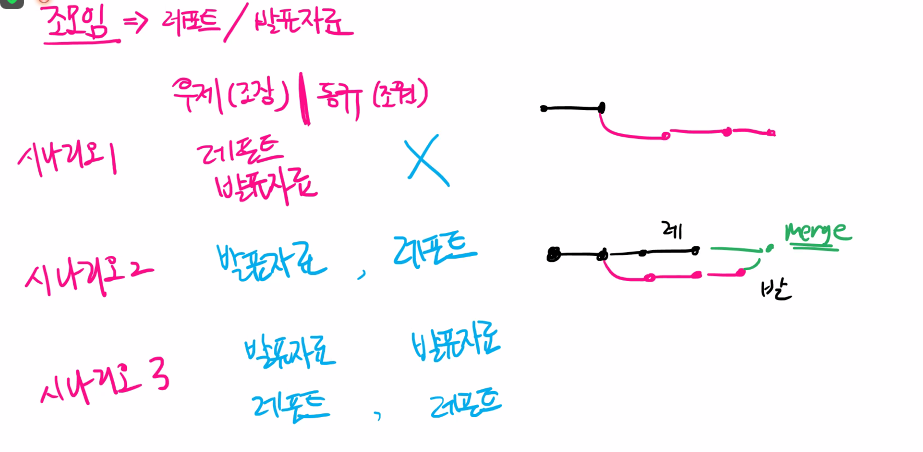 조모임 => 레포트 / 발표자료
우제(조장) | 동규(조원)
시나리오1 레포트 X
발표자료
시나리오2 발표자료 , 레포트
레 merge
발
시나리오3 발표자료 발표자료
레포트 , 레포트